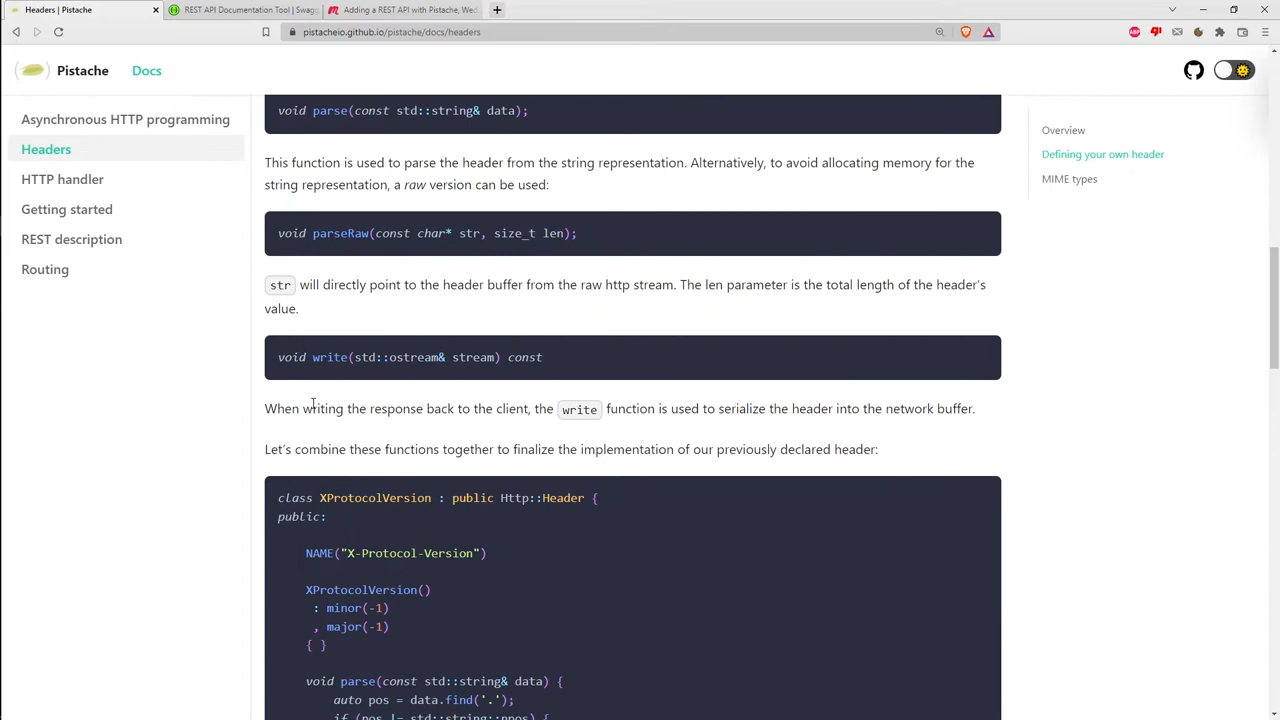 Headers | Pistache
REST API Documentation Tool | Swagg
Adding a REST API with Pistache, Wed
pistacheio.github.io/pistache/docs/headers
Pistache
Docs
Asynchronous HTTP programming
Headers
HTTP handler
Getting started
REST description
Routing
void parse(const std::string& data);
This function is used to parse the header from the string representation. Alternatively, to avoid allocating memory for the
string representation, a raw version can be used:
void parseRaw(const char* str, size_t len);
str will directly point to the header buffer from the raw http stream. The len parameter is the total length of the header's
value.
void write(std::ostream& stream) const
When writing the response back to the client, the write function is used to serialize the header into the network buffer.
Let's combine these functions together to finalize the implementation of our previously declared header:
class XProtocolVersion : public Http::Header {
public:
NAME("X-Protocol-Version")
XProtocolVersion()
: minor(-1)
, major(-1)
{ }
void parse(const std::string& data) {
auto pos = data.find('.');
if (pos != std::string::npos) {
Overview
Defining your own header
MIME types